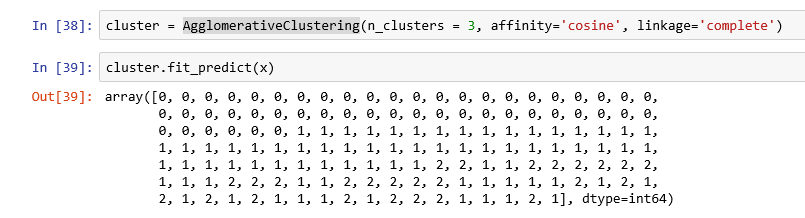 In [38]: cluster = AgglomerativeClustering(n_clusters = 3, affinity='cosine', linkage='complete')
In [39]: cluster.fit_predict(x)
Out[39]: array([0, 0, 0, 0, 0, 0, 0, 0, 0, 0, 0, 0, 0, 0, 0, 0, 0, 0, 0, 0, 0, 0,
0, 0, 0, 0, 0, 0, 0, 0, 0, 0, 0, 0, 0, 0, 0, 0, 0, 0, 0, 0, 0, 0,
0, 0, 0, 0, 0, 0, 1, 1, 1, 1, 1, 1, 1, 1, 1, 1, 1, 1, 1, 1, 1, 1,
1, 1, 1, 1, 1, 1, 1, 1, 1, 1, 1, 1, 1, 1, 1, 1, 1, 1, 1, 1, 1, 1,
1, 1, 1, 1, 1, 1, 1, 1, 1, 1, 1, 1, 2, 2, 1, 1, 2, 2, 2, 2, 2, 2,
1, 1, 1, 2, 2, 2, 1, 1, 2, 2, 2, 2, 2, 1, 1, 1, 1, 1, 2, 1, 2, 1,
2, 1, 2, 1, 2, 1, 1, 1, 2, 1, 2, 2, 2, 1, 1, 1, 2, 1], dtype=int64)